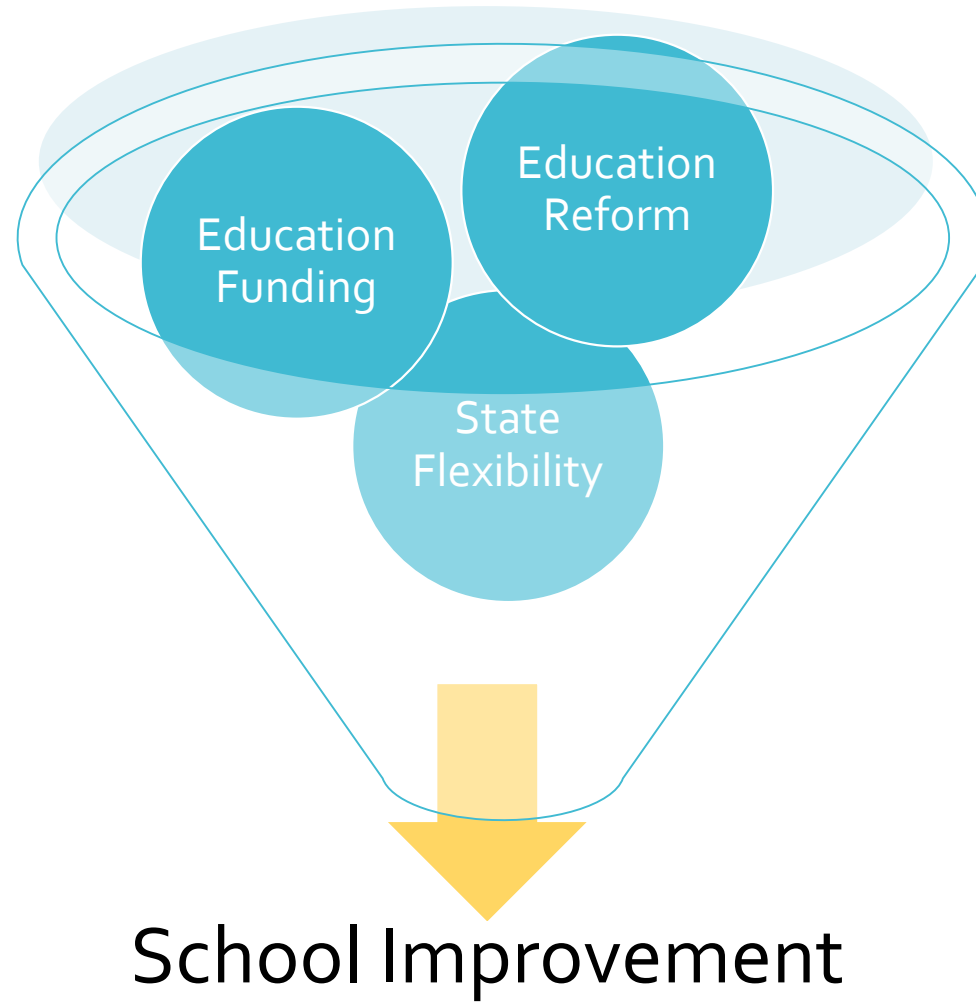 Education
Reform
Education
Funding
State
Flexibility
School Improvement